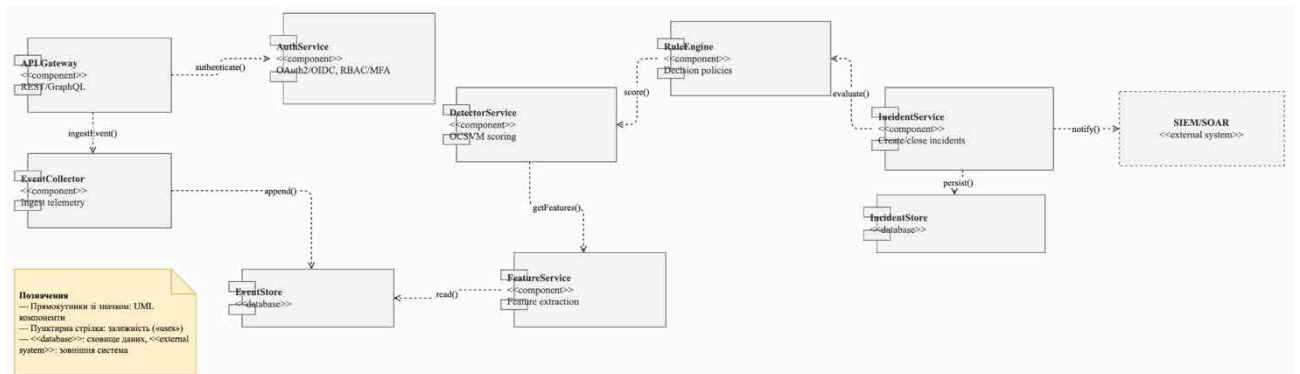 API Gateway
<<component>>
REST/GraphQL
authenticate()
AuthService
<<component>>
OAuth2/OIDC, RBAC/MFA
ingestEvent()
EventCollector
<<component>>
Ingest telemetry
append()
EventStore
<<database>>
read()
FeatureService
<<component>>
Feature extraction
getFeatures()
DetectorService
<<component>>
OCSVM scoring
score()
RuleEngine
<<component>>
Decision policies
evaluate()
IncidentService
<<component>>
Create/close incidents
notify()
SIEM/SOAR
<<external system>>
persist()
IncidentStore
<<database>>
Позначення
— Прямокутники зі значком: UML
компоненти
— Пунктирна стрілка: залежність («uses»)
— <<database>>: сховище даних, <<external
system>>: зовнішня система